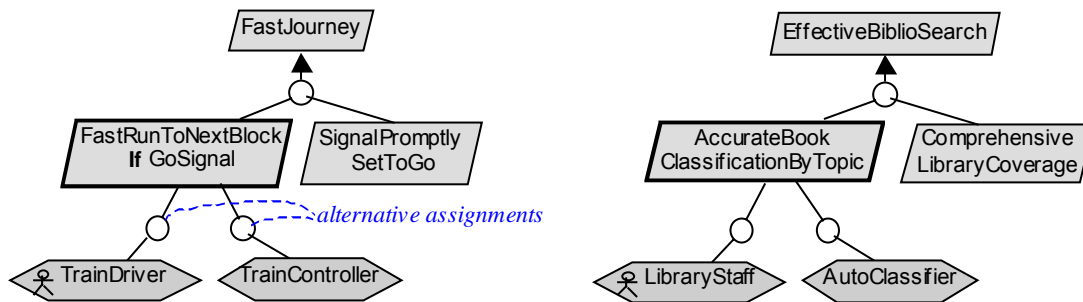 FastJourney
FastRunToNextBlock
If GoSignal
SignalPromptly
SetToGo
alternative assignments
TrainDriver
TrainController
EffectiveBiblioSearch
AccurateBook
ClassificationByTopic
Comprehensive
LibraryCoverage
LibraryStaff
AutoClassifier